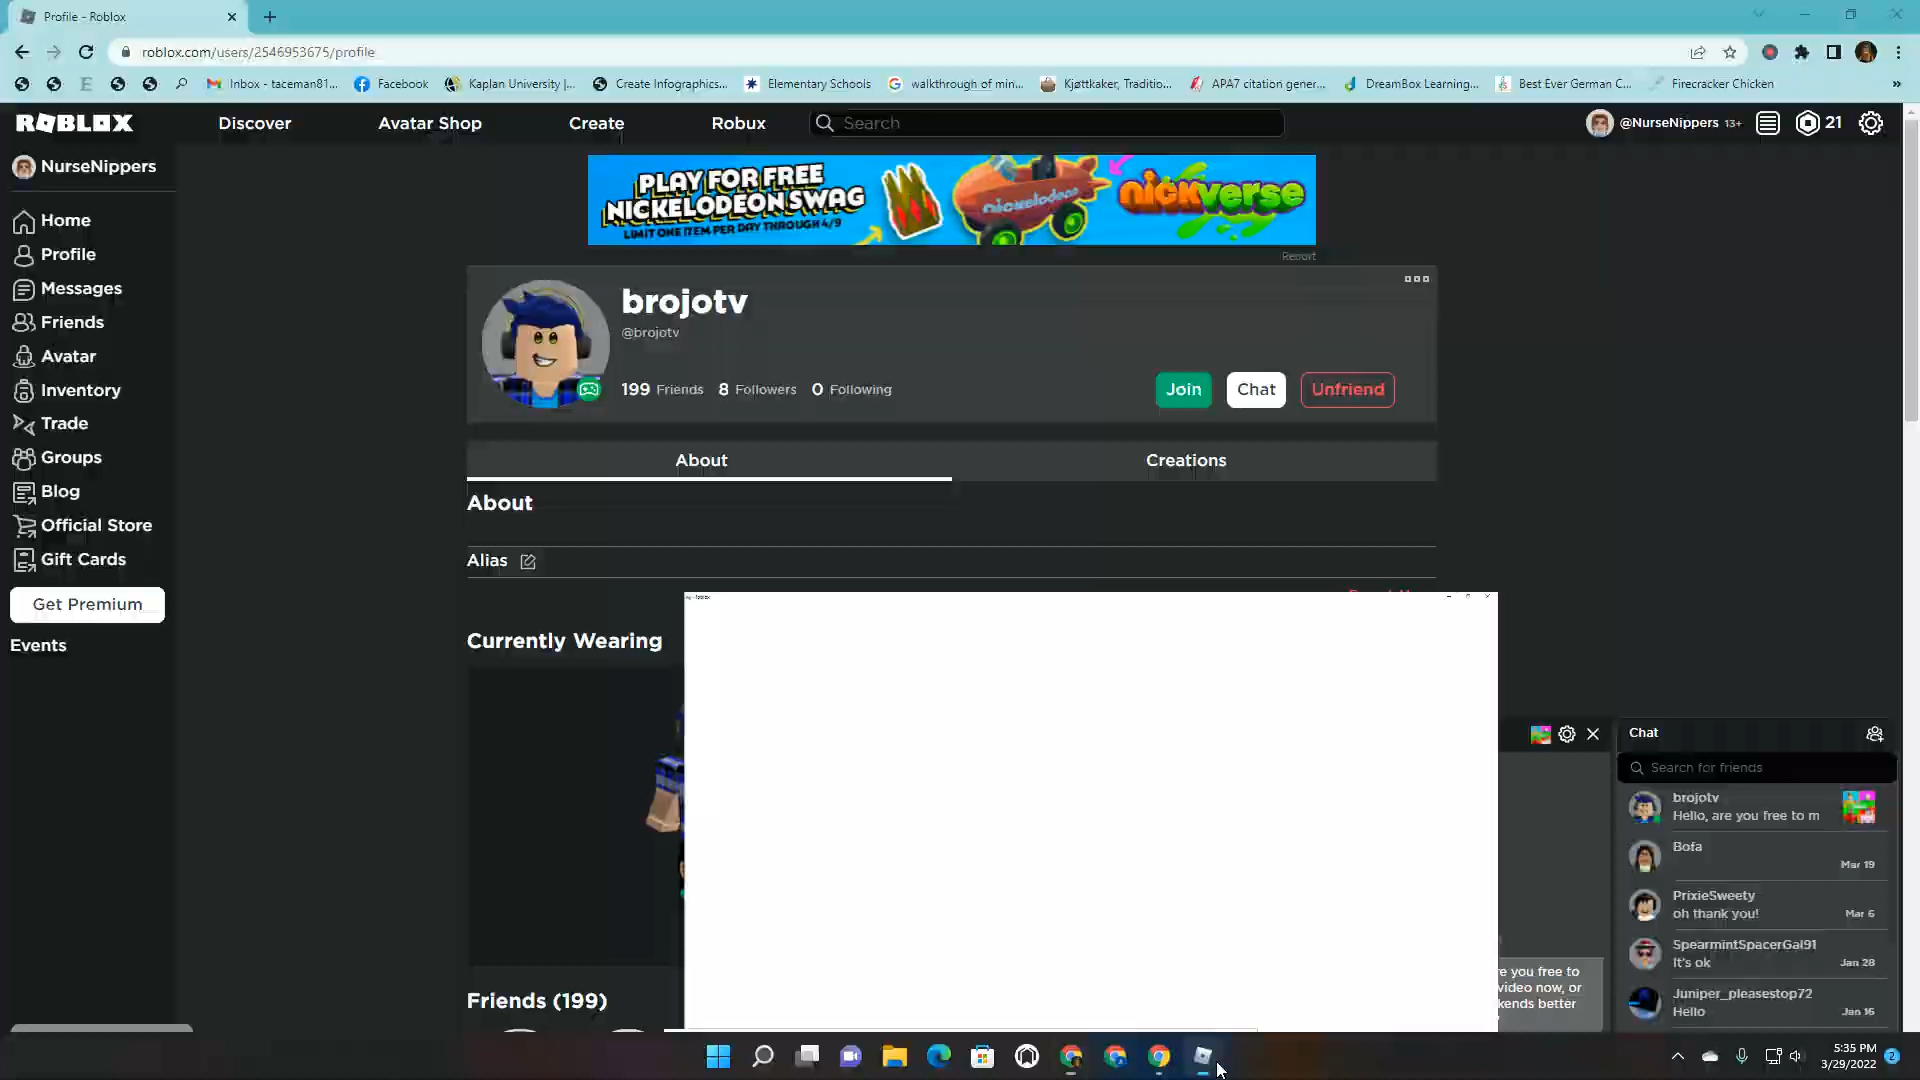 Profile - Roblox
roblox.com/users/2546953675/profile
Inbox - taceman81...
Facebook
Kaplan University |...
Create Infographics...
Elementary Schools
walkthrough of min...
Kjøttkaker, Traditio...
APA7 citation gener...
DreamBox Learning,...
Best Ever German C...
Firecracker Chicken
»
ROBLOX
Discover
Avatar Shop
Create
Robux
Search
@NurseNippers 13+
21
NurseNippers
Home
Profile
Messages
Friends
Avatar
Inventory
Trade
Groups
Blog
Official Store
Gift Cards
Get Premium
Events
PLAY FOR FREE
NICKELODEON SWAG
LIMIT ONE ITEM PER DAY THROUGH 4/9
nickelodeon
nickverse
Report
brojotv
@brojotv
199 Friends 8 Followers 0 Following
Join
Chat
Unfriend
About
Creations
About
Alias
Currently Wearing
Friends (199)
Roblox
re you free to
video now, or
kends better
Chat
Search for friends
brojotv
Hello, are you free to m
Bofa
Mar 19
PrixieSweety
oh thank you!
Mar 6
SpearmintSpacerGal91
It's ok
Jan 28
Juniper_pleasestop72
Hello
Jan 16
5:35 PM
3/29/2022
2